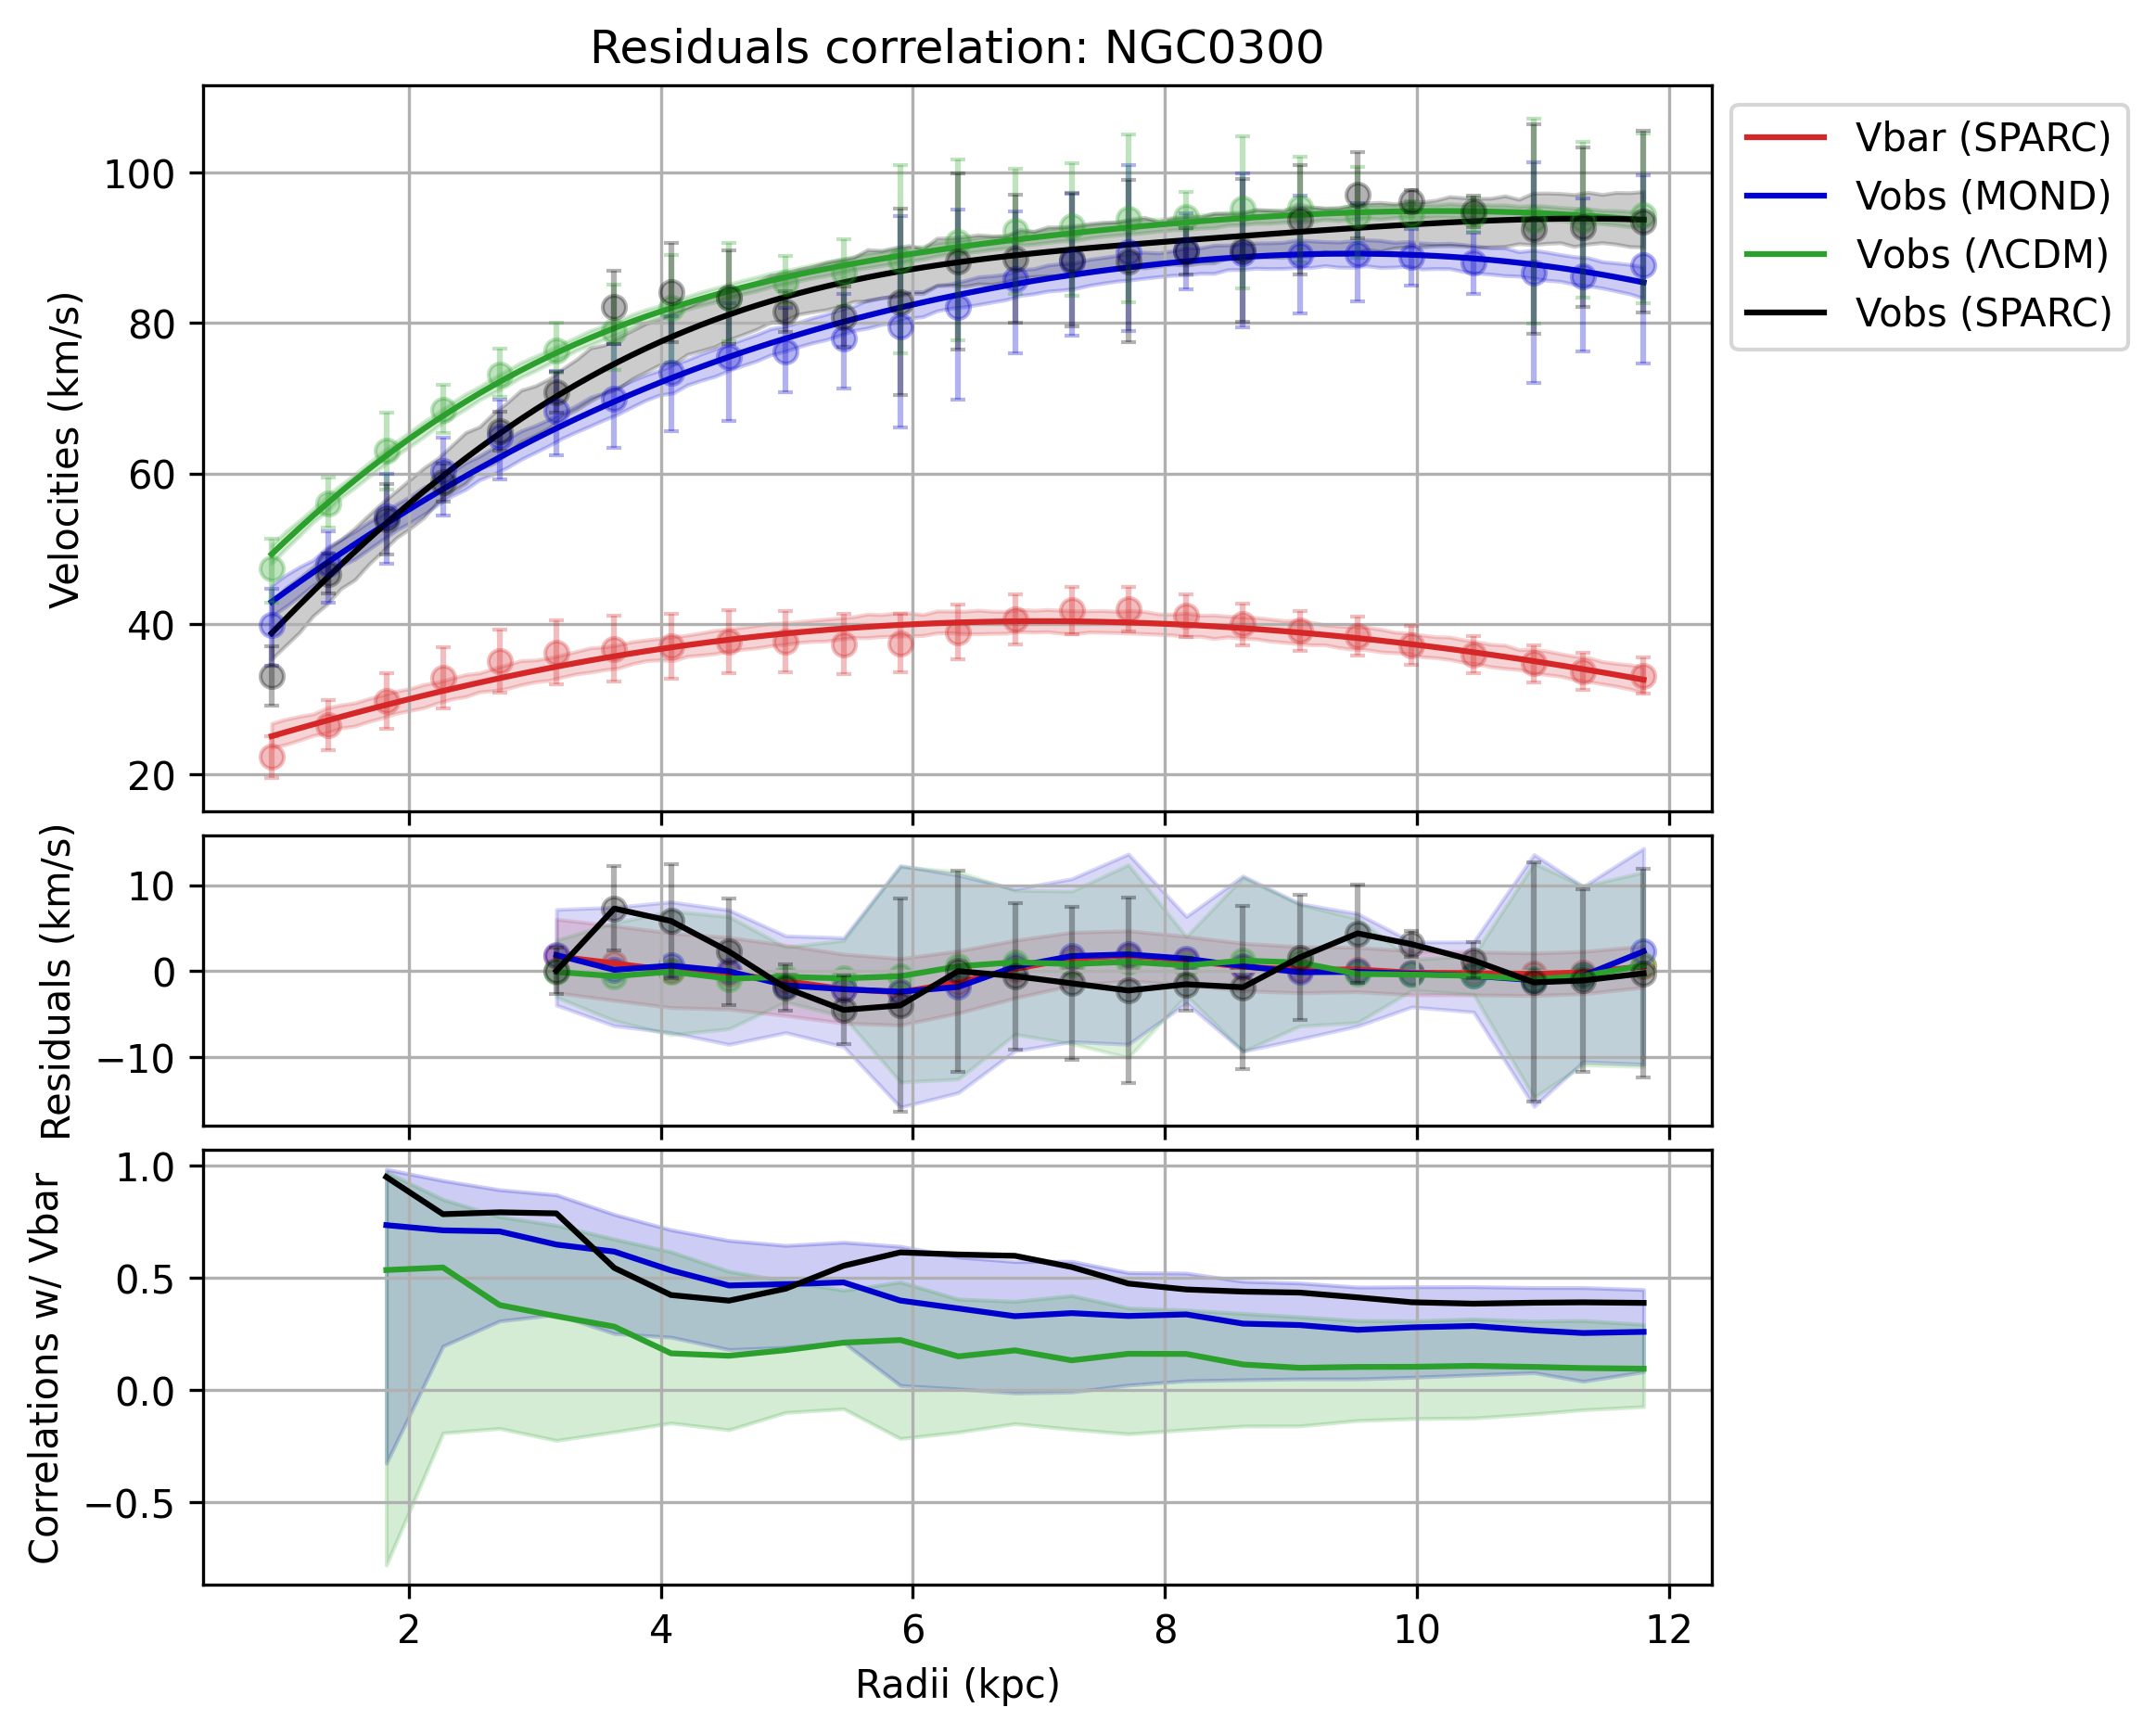 Residuals correlation: NGC0300
Velocities (km/s)
100
80
60
40
20
Vbar (SPARC)
Vobs (MOND)
Vobs (ΛCDM)
Vobs (SPARC)
Residuals (km/s)
10
0
−10
Correlations w/ Vbar
1.0
0.5
0.0
−0.5
2 4 6 8 10 12
Radii (kpc)